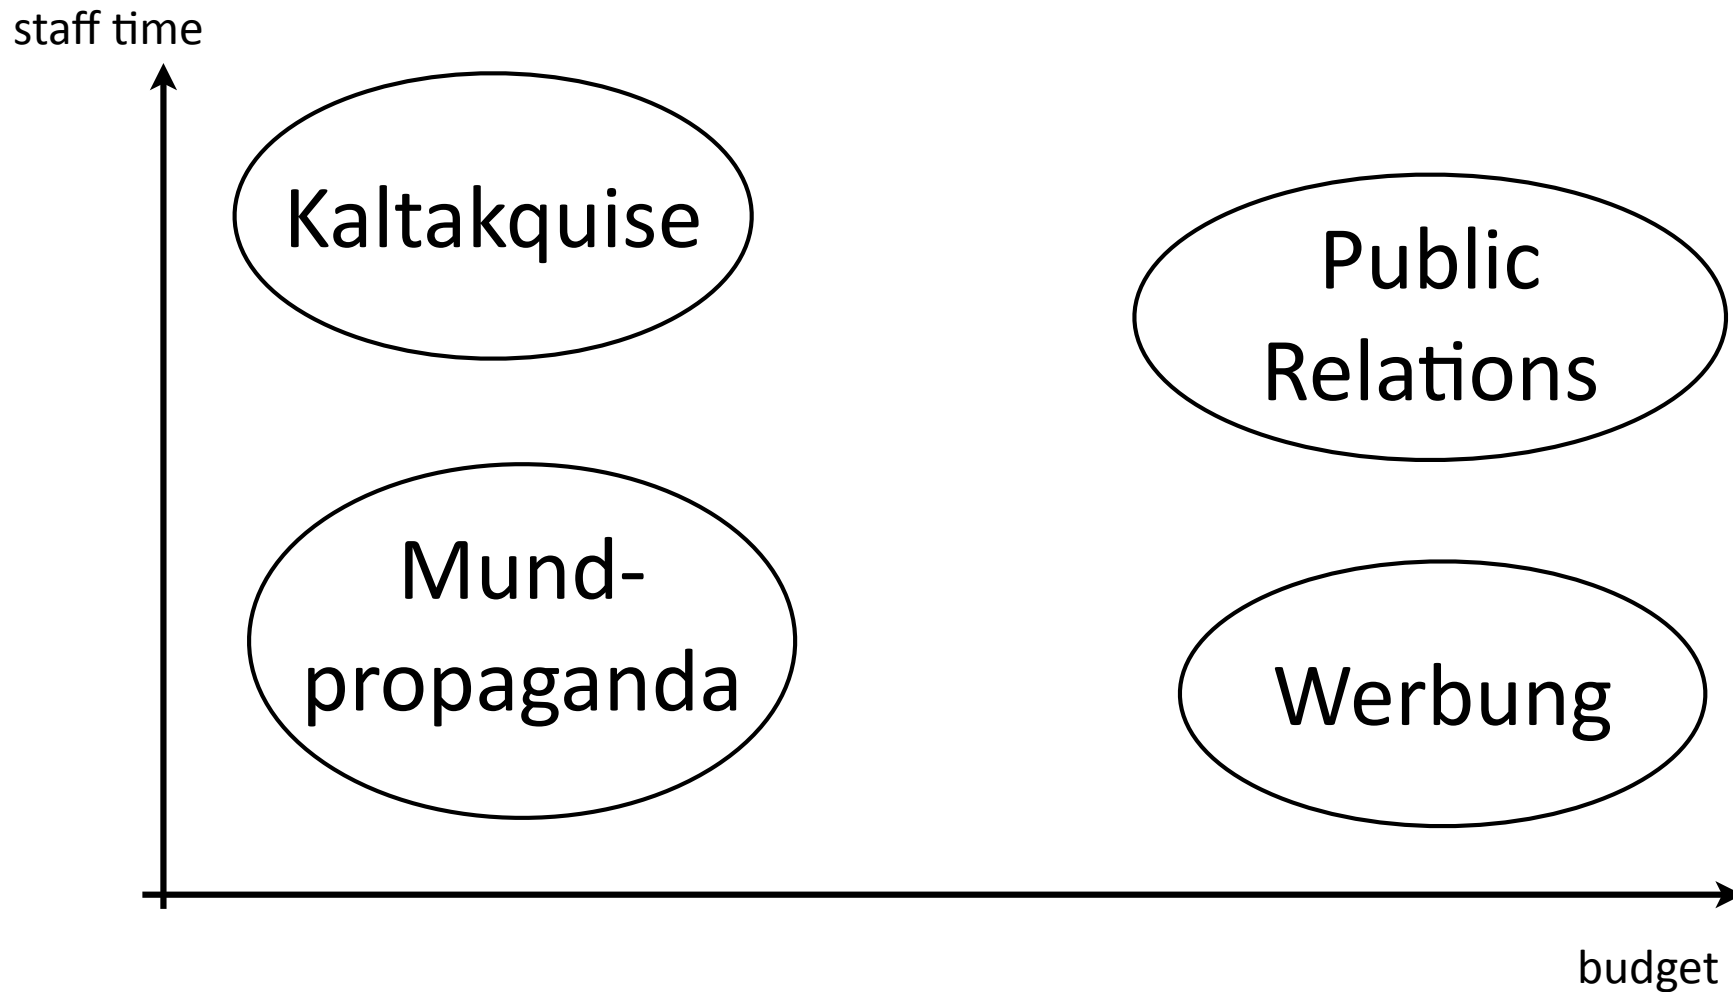 staff time
Kaltakquise
Public
Relations
Mund-
propaganda
Werbung
budget